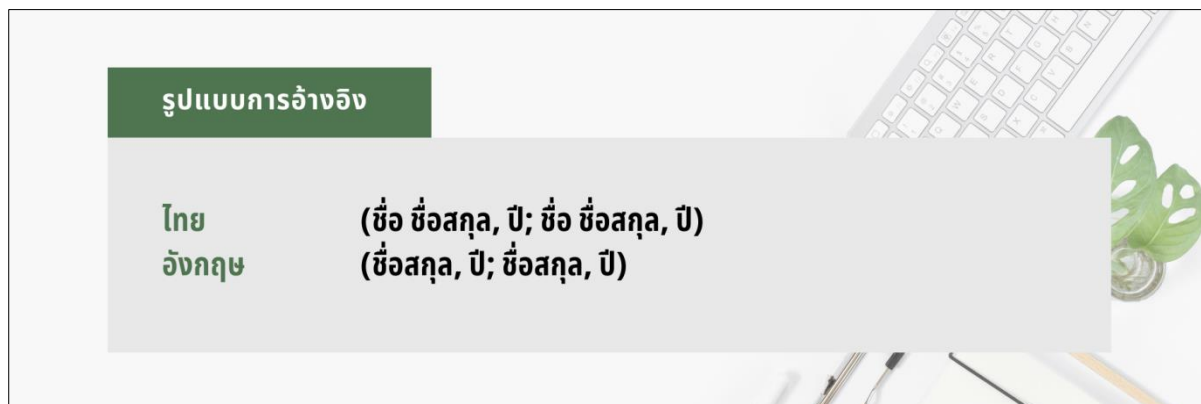 รูปแบบการอ้างอิง
ไทย (ชื่อ ชื่อสกุล, ปี; ชื่อ ชื่อสกุล, ปี)
อังกฤษ (ชื่อสกุล, ปี; ชื่อสกุล, ปี)